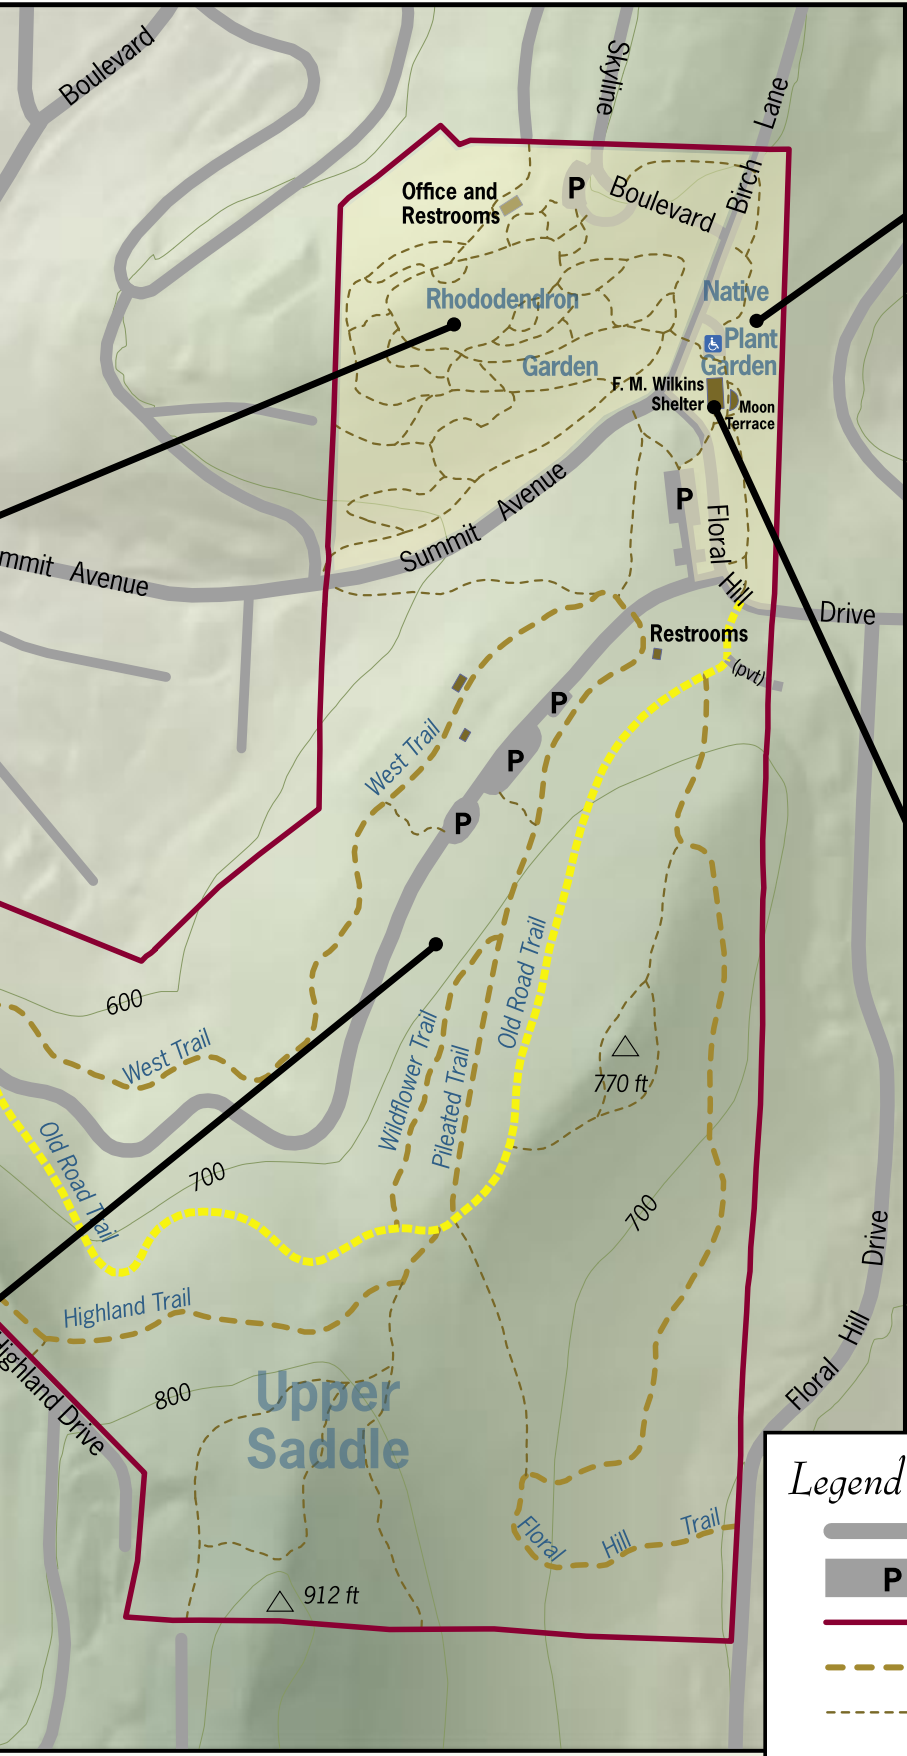 Boulevard
Skyline
Boulevard
Birch Lane
P
Office and
Restrooms
Rhododendron
Garden
Native
Plant
Garden
F. M. Wilkins
Shelter
Moon
Terrace
P
Summit Avenue
mmit Avenue
Floral Hill
Drive
Restrooms
(pvt)
P
P
P
West Trail
600
West Trail
Old Road Trail
Wildflower Trail
Pileated Trail
770 ft
Old Road Trail
700
700
Highland Trail
Highland Drive
800
Upper
Saddle
Floral Hill Trail
912 ft
Floral Hill Drive
Legend
P